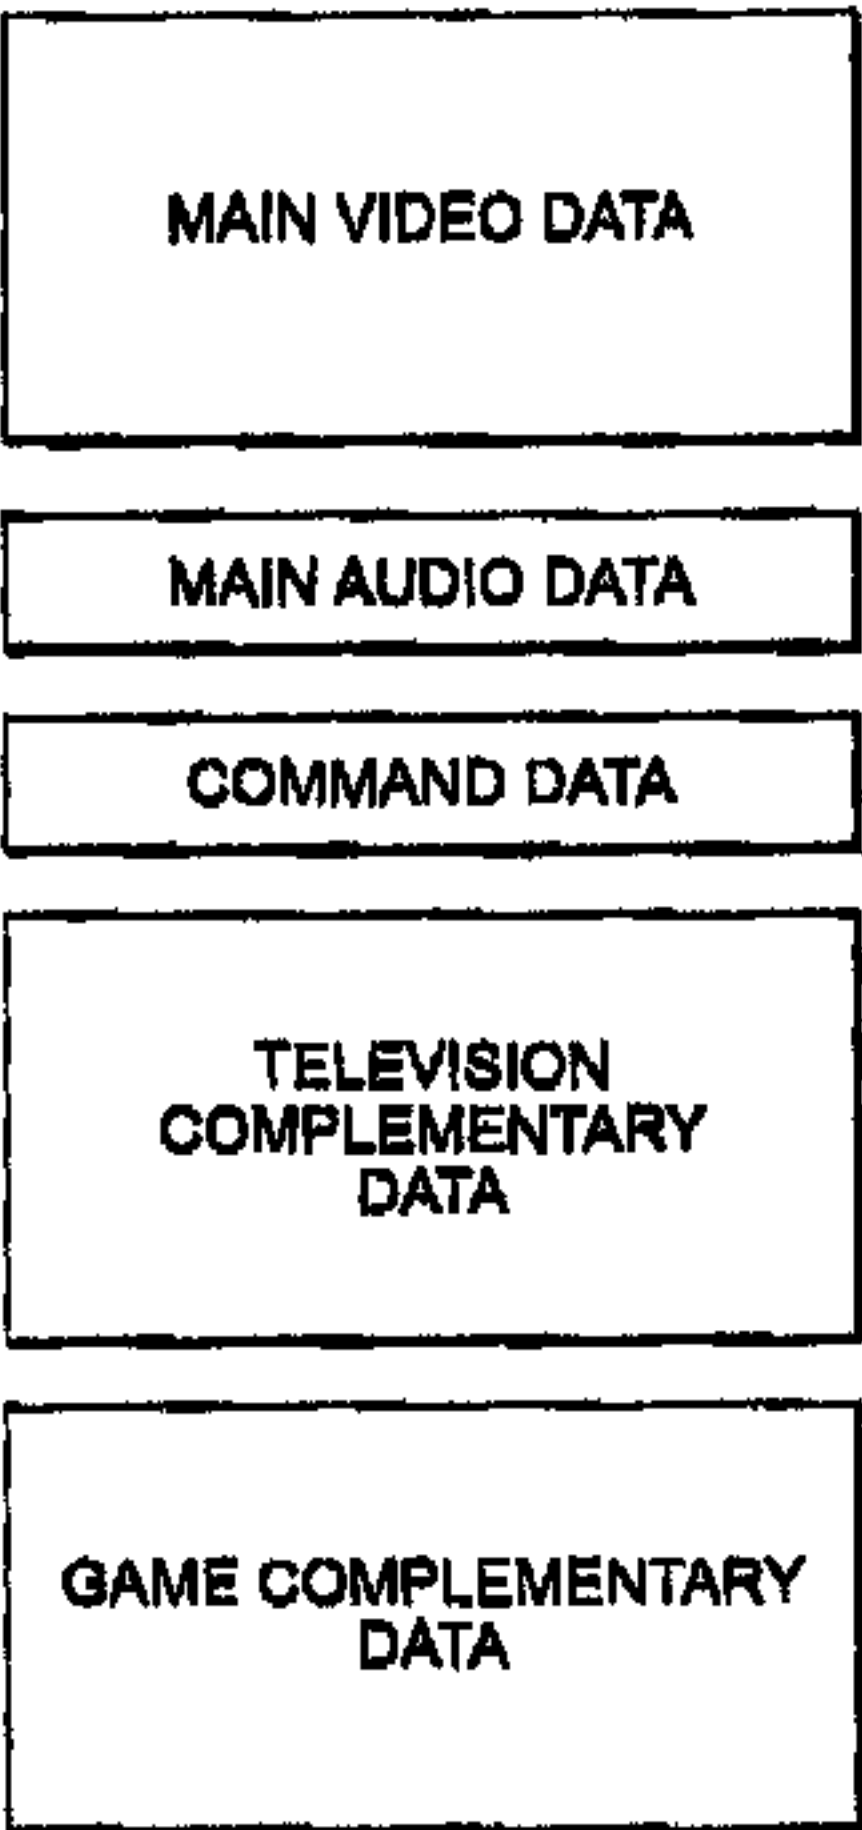 MAIN VIDEO DATA
MAIN AUDIO DATA
COMMAND DATA
TELEVISION
COMPLEMENTARY
DATA
GAME COMPLEMENTARY
DATA